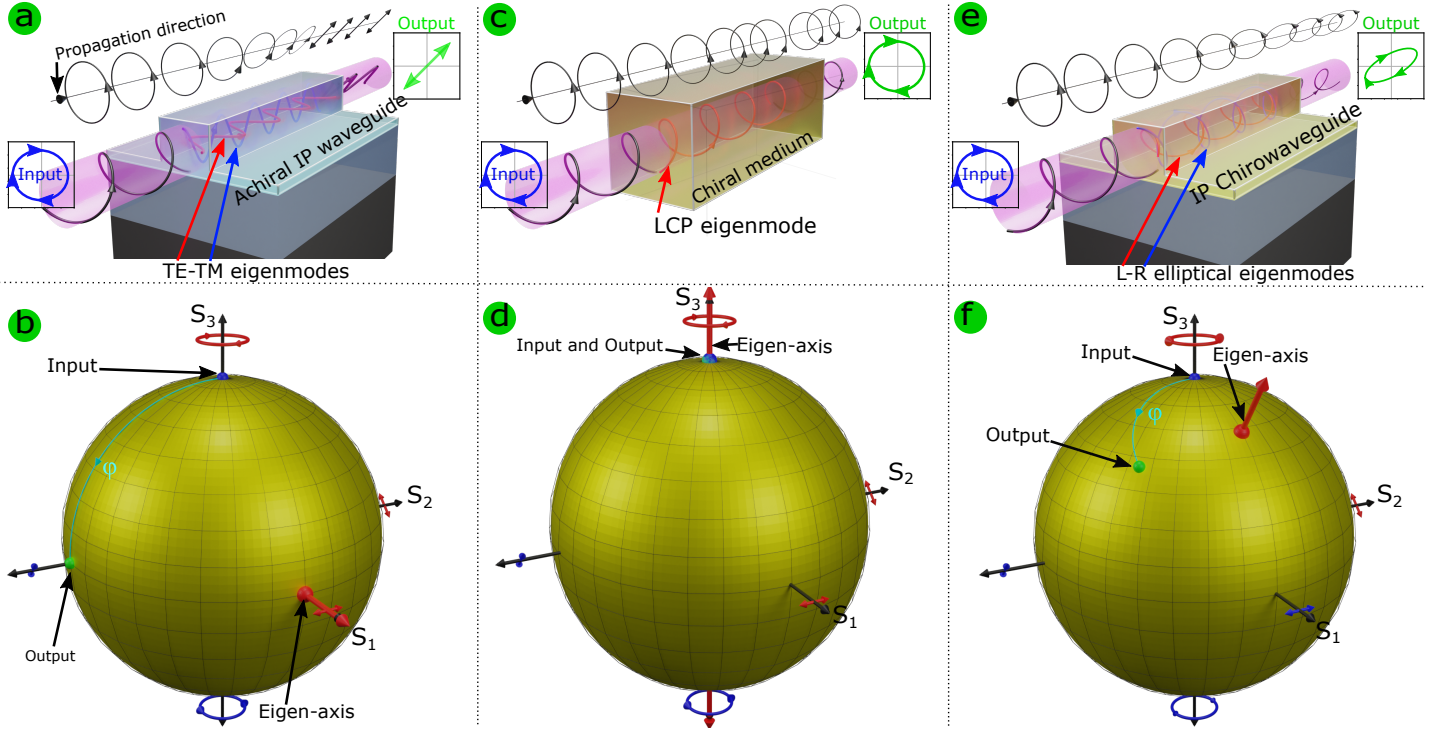 a
Propagation direction
Output
Input
Achiral IP waveguide
TE-TM eigenmodes
c
Output
Input
Chiral medium
LCP eigenmode
e
Output
Input
IP Chirowaveguide
L-R elliptical eigenmodes
b
S3
Input
φ
S2
S1
Output
Eigen-axis
d
S3
Input and Output
Eigen-axis
S2
S1
f
S3
Input
Eigen-axis
φ
Output
S2
S1